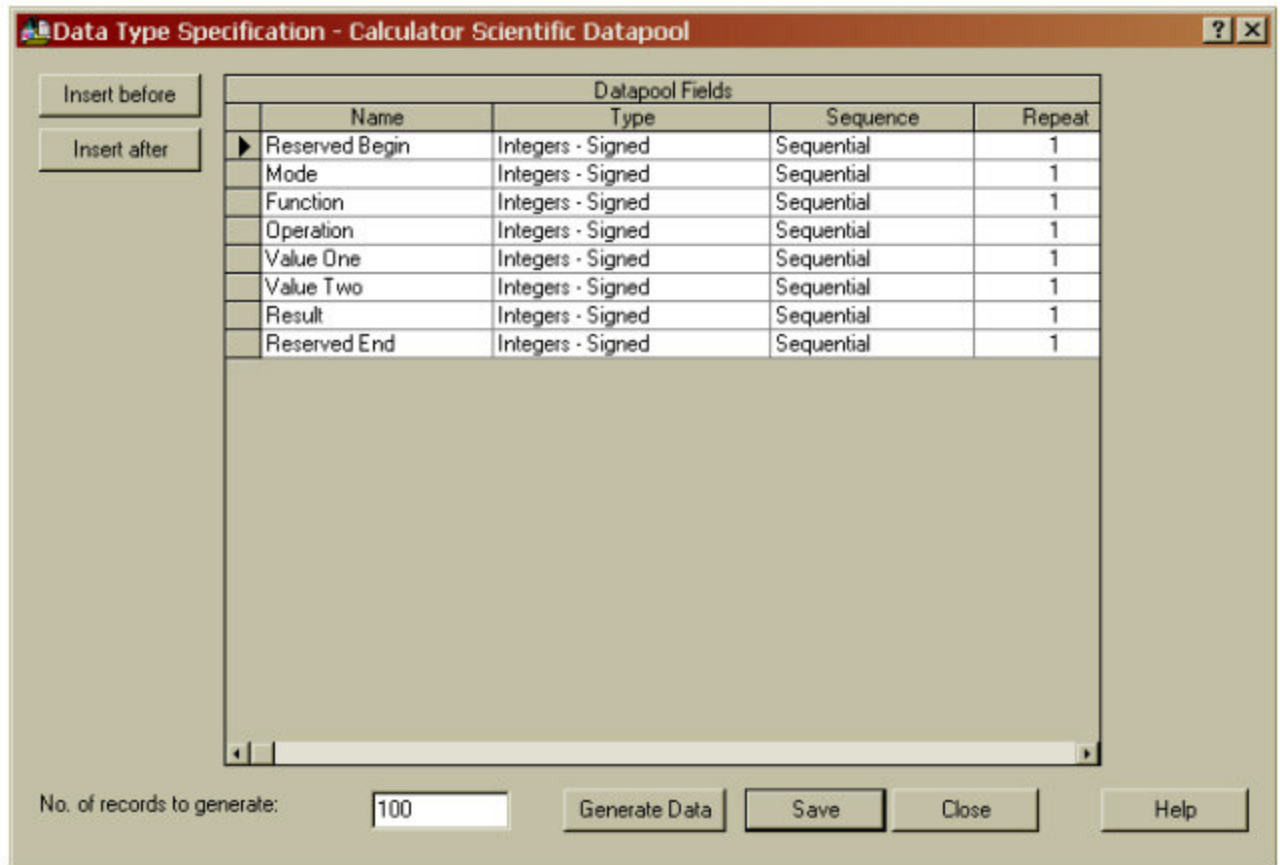 Data Type Specification - Calculator Scientific Datapool
Insert before
Insert after
Datapool Fields
Name Type Sequence Repeat
Reserved Begin Integers - Signed Sequential 1
Mode Integers - Signed Sequential 1
Function Integers - Signed Sequential 1
Operation Integers - Signed Sequential 1
Value One Integers - Signed Sequential 1
Value Two Integers - Signed Sequential 1
Result Integers - Signed Sequential 1
Reserved End Integers - Signed Sequential 1
No. of records to generate: 100 Generate Data Save Close Help